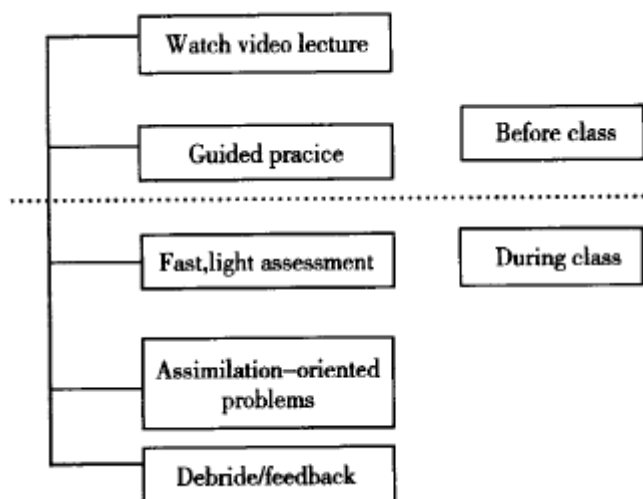 Watch video lecture
Guided pracice
Before class
Fast,light assessment
During class
Assimilation-oriented
problems
Debride/feedback